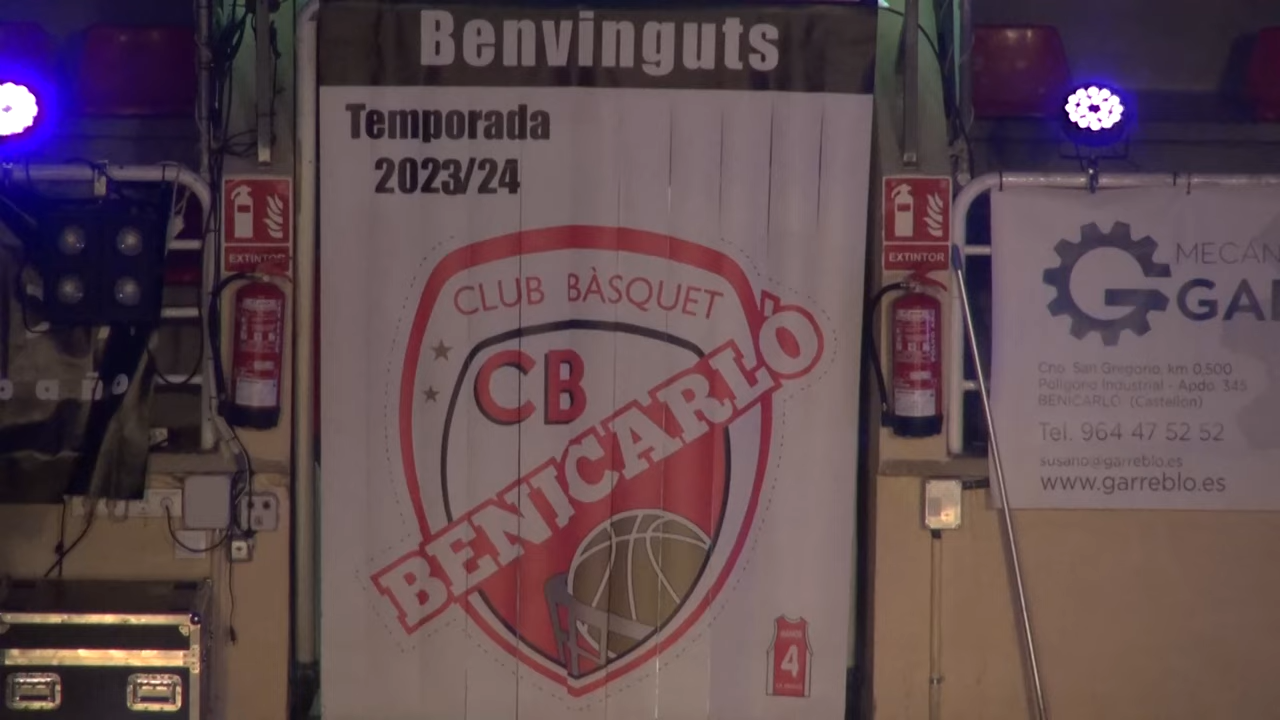 Benvinguts
Temporada
2023/24
CLUB BÀSQUET
CB
BENICARLÓ
4
EXTINTOR
EXTINTOR
MECÀN
GAR
Cno. San Gregorio, km 0,500
Polígono Industrial - Apdo. 345
BENICARLÓ (Castellón)
Tel. 964 47 52 52
susano@garreblo.es
www.garreblo.es